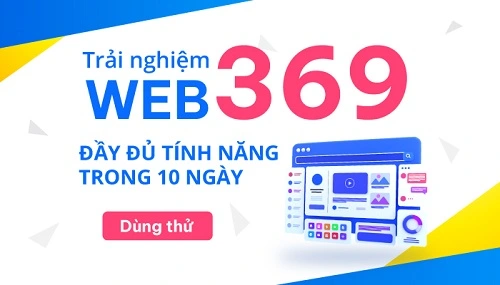 Trải nghiệm
WEB 369
ĐẦY ĐỦ TÍNH NĂNG
TRONG 10 NGÀY
Dùng thử